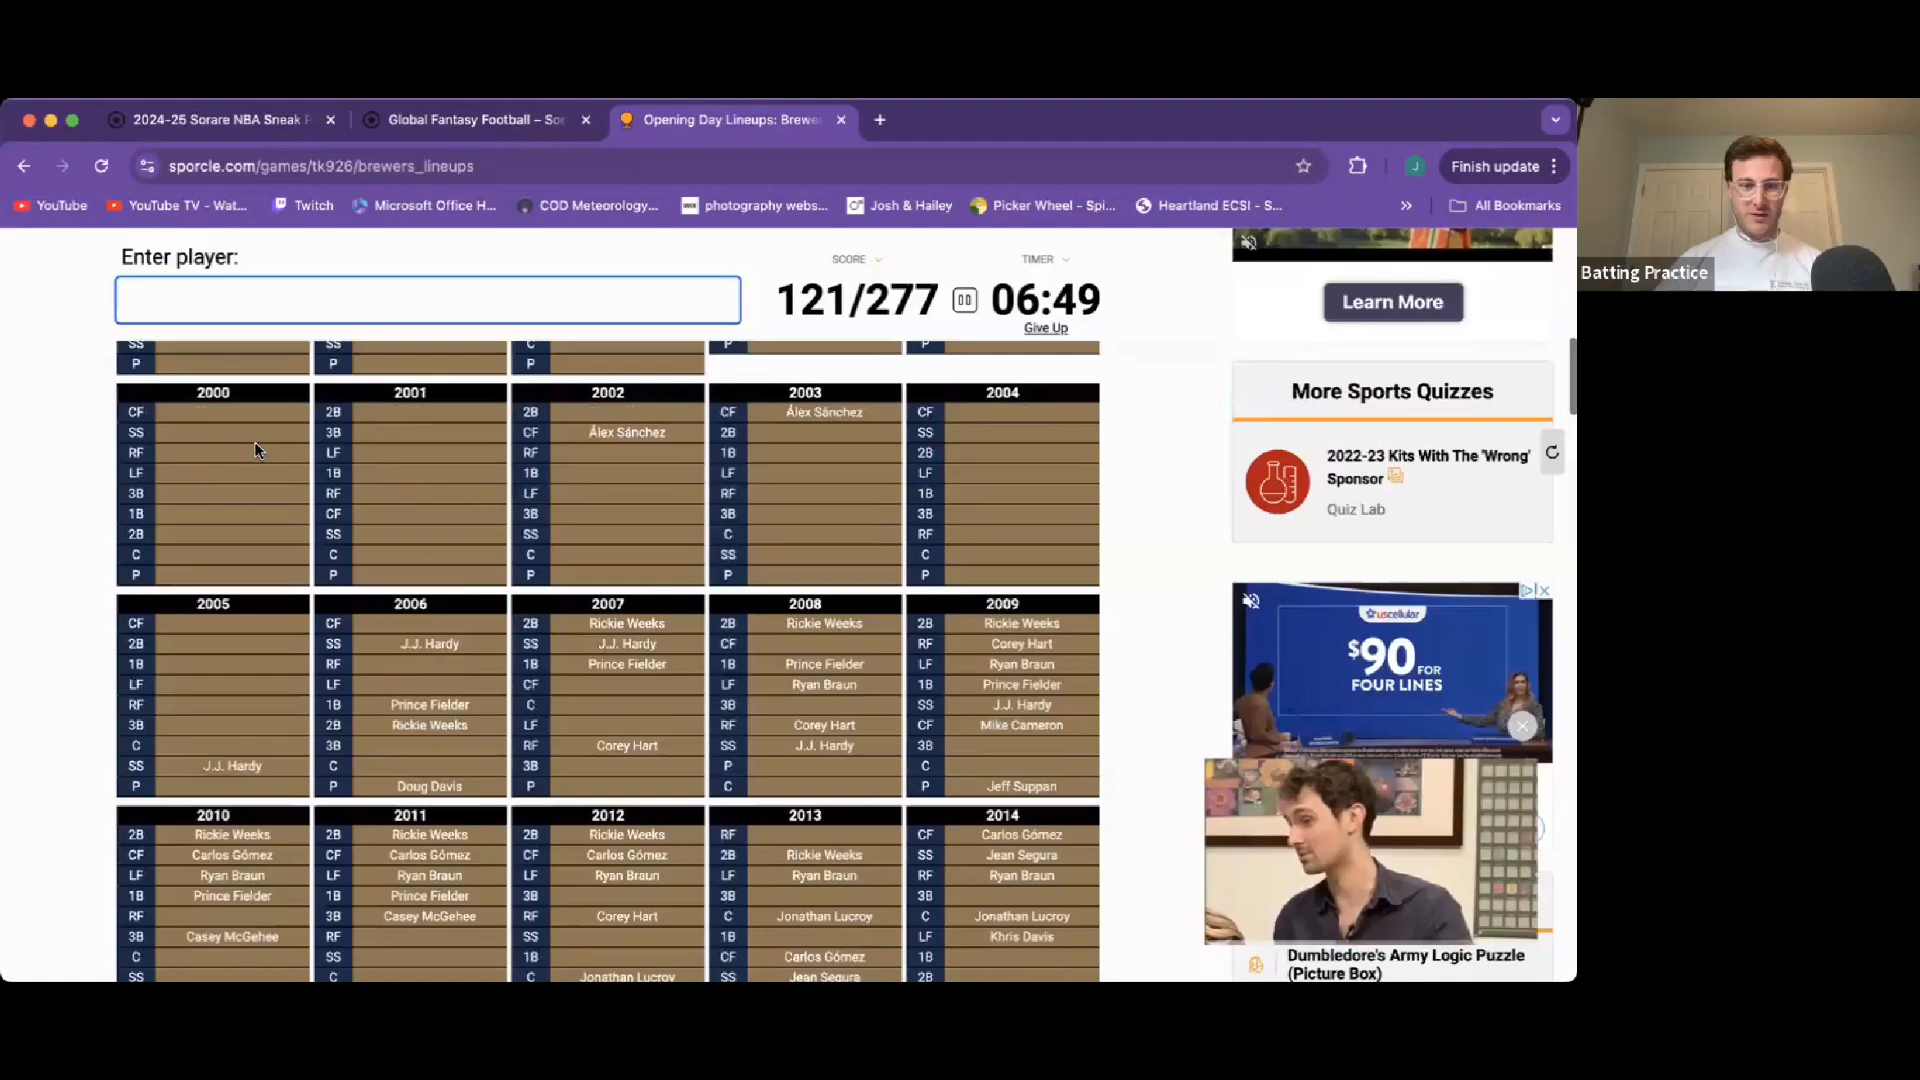 2024-25 Sorare NBA Sneak P
Global Fantasy Football – Sor
Opening Day Lineups: Brewe
sporcle.com/games/tk926/brewers_lineups
J
Finish update
YouTube
YouTube TV - Wat...
Twitch
Microsoft Office H...
COD Meteorology...
photography webs...
Josh & Hailey
Picker Wheel - Spi...
Heartland ECSI - S...
»
All Bookmarks
Enter player:
SCORE
TIMER
121/277
06:49
Give Up
Learn More
Batting Practice
SS SS C P P
P P P
2000 2001 2002 2003 2004
CF 2B 2B CF Álex Sánchez CF
SS 3B CF Álex Sánchez 2B SS
RF LF RF 1B 2B
LF 1B 1B LF LF
3B RF LF RF 1B
1B CF 3B 3B 3B
2B SS SS C RF
C C C SS C
P P P P P
2005 2006 2007 2008 2009
CF CF 2B Rickie Weeks 2B Rickie Weeks 2B Rickie Weeks
2B SS J.J. Hardy SS J.J. Hardy CF RF Corey Hart
1B RF 1B Prince Fielder 1B Prince Fielder LF Ryan Braun
LF LF CF LF Ryan Braun 1B Prince Fielder
RF 1B Prince Fielder C 3B SS J.J. Hardy
3B 2B Rickie Weeks LF RF Corey Hart CF Mike Cameron
C 3B RF Corey Hart SS J.J. Hardy 3B
SS J.J. Hardy C 3B P C
P P Doug Davis P C P Jeff Suppan
2010 2011 2012 2013 2014
2B Rickie Weeks 2B Rickie Weeks 2B Rickie Weeks RF CF Carlos Gómez
CF Carlos Gómez CF Carlos Gómez CF Carlos Gómez 2B Rickie Weeks SS Jean Segura
LF Ryan Braun LF Ryan Braun LF Ryan Braun LF Ryan Braun RF Ryan Braun
1B Prince Fielder 1B Prince Fielder 3B 3B 3B
RF 3B Casey McGehee RF Corey Hart C Jonathan Lucroy C Jonathan Lucroy
3B Casey McGehee RF SS 1B LF Khris Davis
C SS 1B CF Carlos Gómez 1B
SS C C Jonathan Lucroy SS Jean Segura 2B
More Sports Quizzes
2022-23 Kits With The 'Wrong'
Sponsor
Quiz Lab
uscellular
$90 FOR
FOUR LINES
Dumbledore's Army Logic Puzzle
(Picture Box)